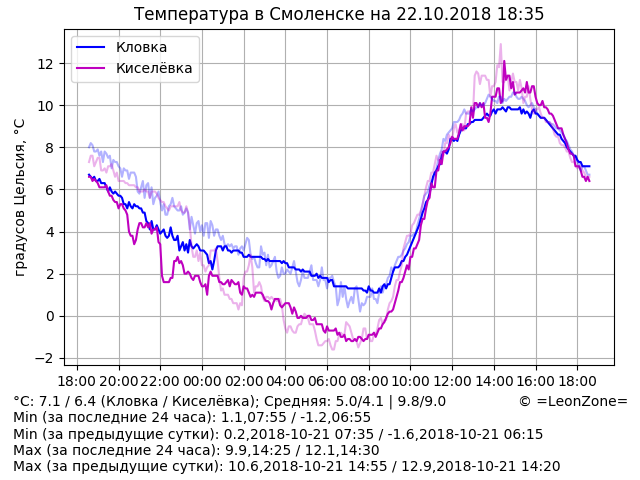 Температура в Смоленске на 22.10.2018 18:35
Кловка
Киселёвка
градусов Цельсия, °C
12
10
8
6
4
2
0
−2
18:00 20:00 22:00 00:00 02:00 04:00 06:00 08:00 10:00 12:00 14:00 16:00 18:00
°C: 7.1 / 6.4 (Кловка / Киселёвка); Средняя: 5.0/4.1 | 9.8/9.0 © =LeonZone=
Min (за последние 24 часа): 1.1,07:55 / -1.2,06:55
Min (за предыдущие сутки): 0.2,2018-10-21 07:35 / -1.6,2018-10-21 06:15
Max (за последние 24 часа): 9.9,14:25 / 12.1,14:30
Max (за предыдущие сутки): 10.6,2018-10-21 14:55 / 12.9,2018-10-21 14:20